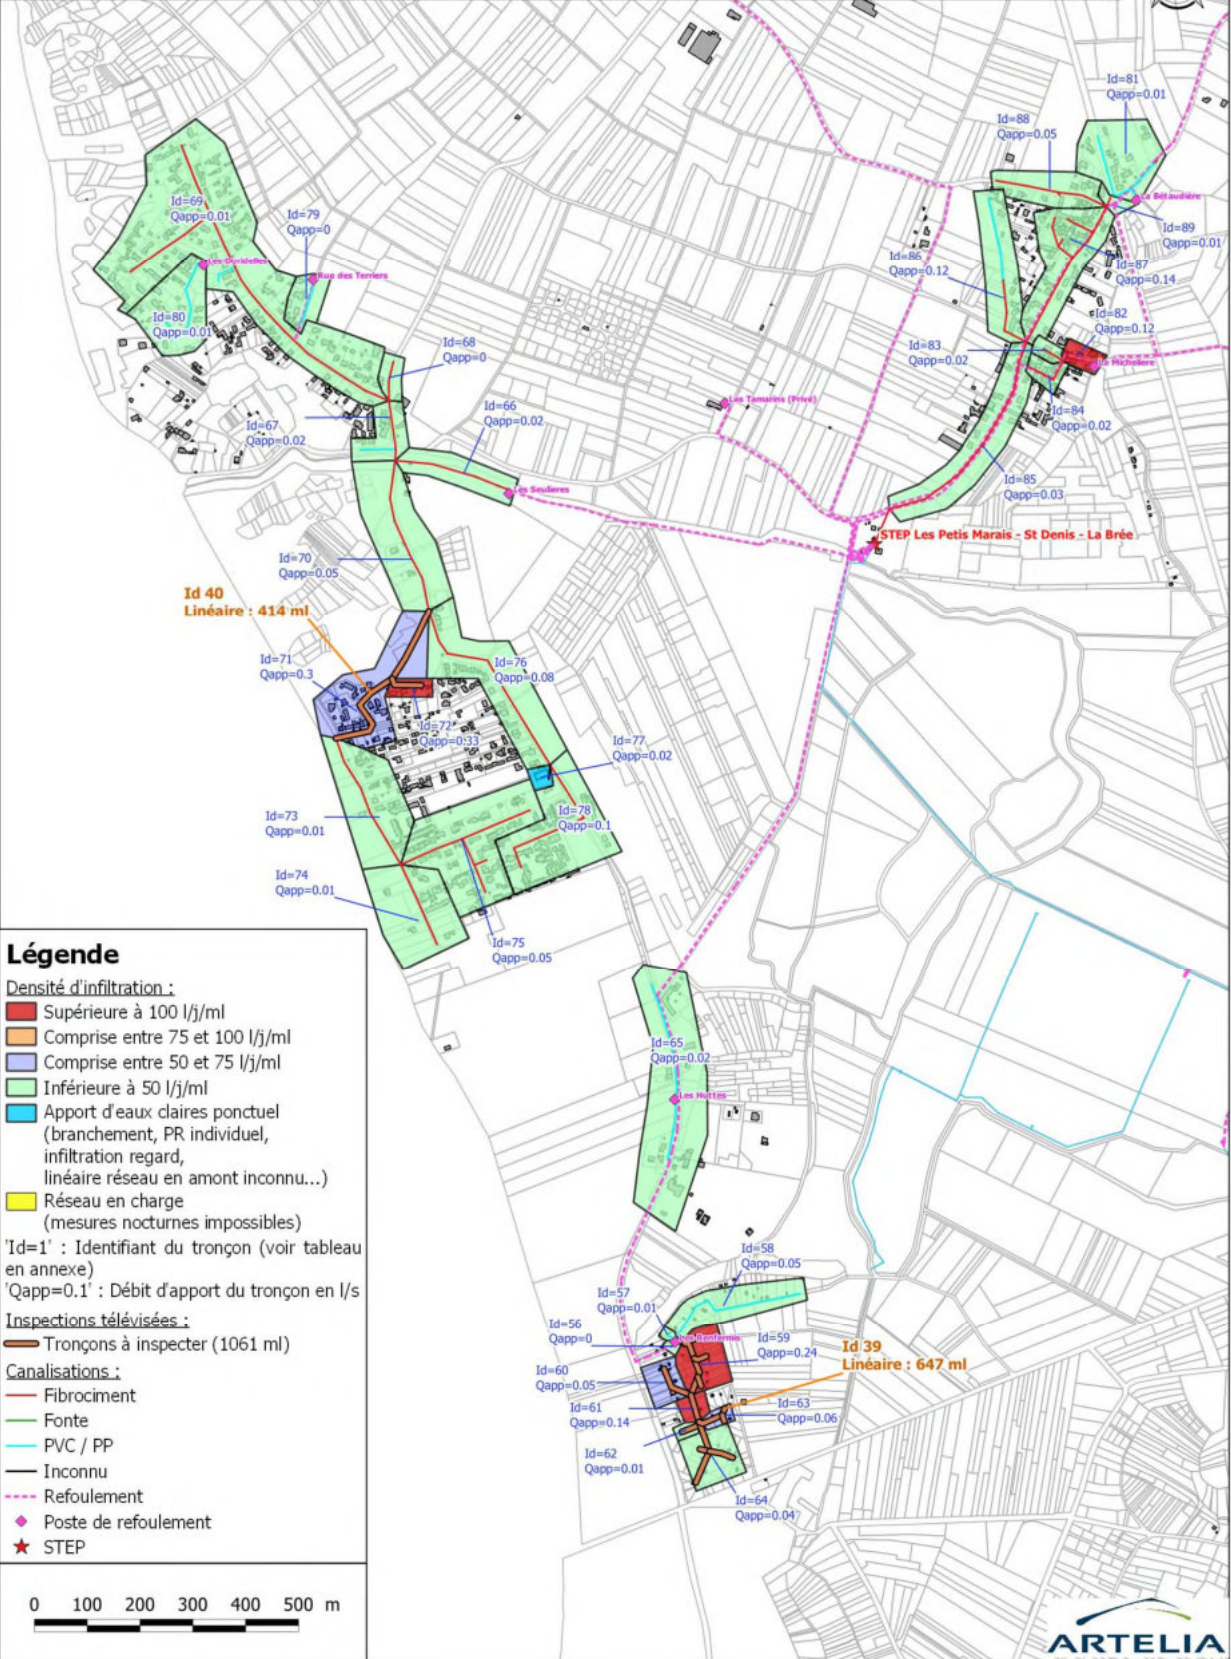 Id=81
Qapp=0.01
Id=88
Qapp=0.05
La Bétaudière
Id=89
Qapp=0.01
Id=69
Qapp=0.01
Id=79
Qapp=0
Id=86
Qapp=0.12
Id=87
Qapp=0.14
Rue des Terriers
Id=80
Qapp=0.01
Id=82
Qapp=0.12
Id=68
Qapp=0
Id=83
Qapp=0.02
La Michelière
Id=66
Qapp=0.02
Les Tamarins (Privé)
Id=84
Qapp=0.02
Id=67
Qapp=0.02
Id=85
Qapp=0.03
Les Seulieres
STEP Les Petis Marais - St Denis - La Brée
Id=70
Qapp=0.05
Id 40
Linéaire : 414 ml
Id=71
Qapp=0.3
Id=76
Qapp=0.08
Id=72
Qapp=0.33
Id=77
Qapp=0.02
Id=73
Qapp=0.01
Id=78
Qapp=0.1
Id=74
Qapp=0.01
Id=75
Qapp=0.05
Id=65
Qapp=0.02
Les Huttes
Id=58
Qapp=0.05
Id=57
Qapp=0.01
Id=56
Qapp=0
Les Renfermis
Id=59
Qapp=0.24
Id 39
Linéaire : 647 ml
Id=60
Qapp=0.05
Id=61
Qapp=0.14
Id=63
Qapp=0.06
Id=62
Qapp=0.01
Id=64
Qapp=0.04
Légende
Densité d'infiltration :
Supérieure à 100 l/j/ml
Comprise entre 75 et 100 l/j/ml
Comprise entre 50 et 75 l/j/ml
Inférieure à 50 l/j/ml
Apport d'eaux claires ponctuel
(branchement, PR individuel,
infiltration regard,
linéaire réseau en amont inconnu...)
Réseau en charge
(mesures nocturnes impossibles)
'Id=1' : Identifiant du tronçon (voir tableau
en annexe)
'Qapp=0.1' : Débit d'apport du tronçon en l/s
Inspections télévisées :
Tronçons à inspecter (1061 ml)
Canalisations :
Fibrociment
Fonte
PVC / PP
Inconnu
Refoulement
Poste de refoulement
STEP
0 100 200 300 400 500 m
ARTELIA